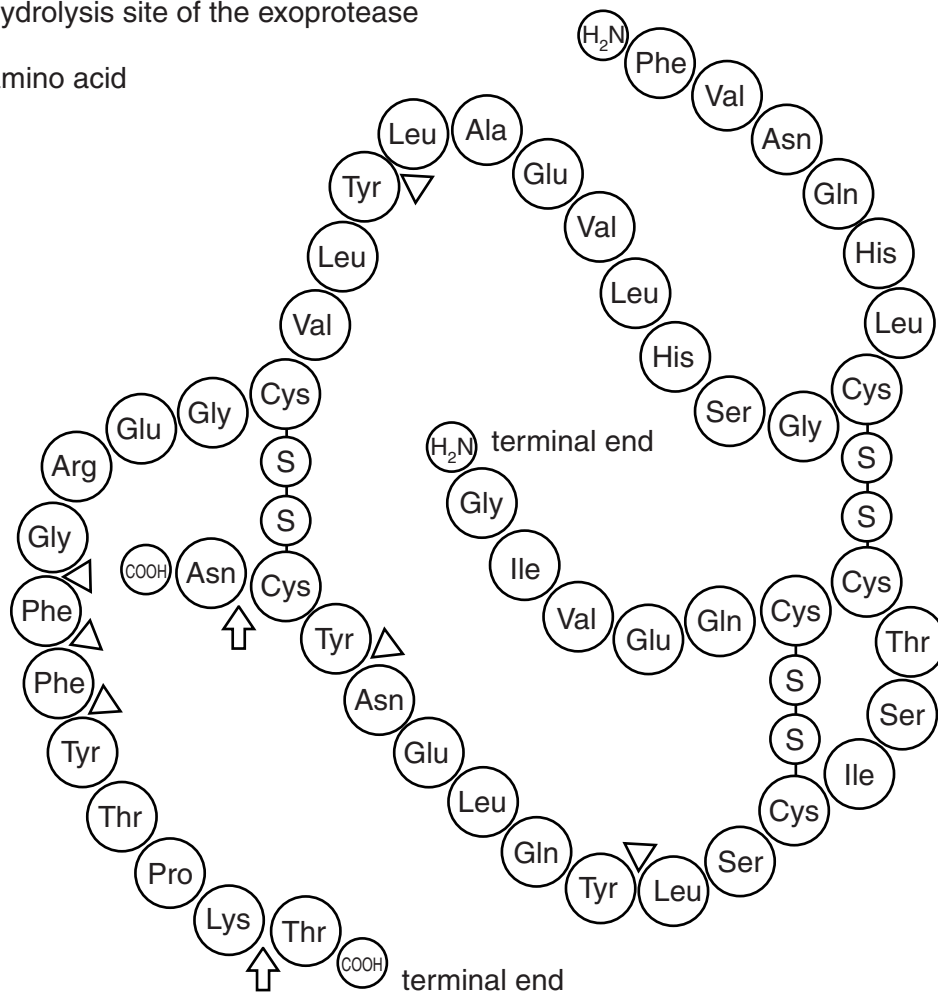 ydrolysis site of the exoprotease
mino acid
H2N
Phe
Val
Asn
Gln
His
Leu
Cys
S
S
Cys
Gly
Ser
His
Leu
Val
Glu
Ala
Leu
Tyr
Leu
Val
Cys
S
S
Cys
Gly
Glu
Arg
Gly
Phe
Phe
Tyr
Thr
Pro
Lys
Thr
COOH
terminal end
H2N
terminal end
Gly
Ile
Val
Glu
Gln
Cys
S
S
Cys
Thr
Ser
Ile
Ser
Leu
Tyr
Gln
Leu
Glu
Asn
Tyr
Asn
COOH